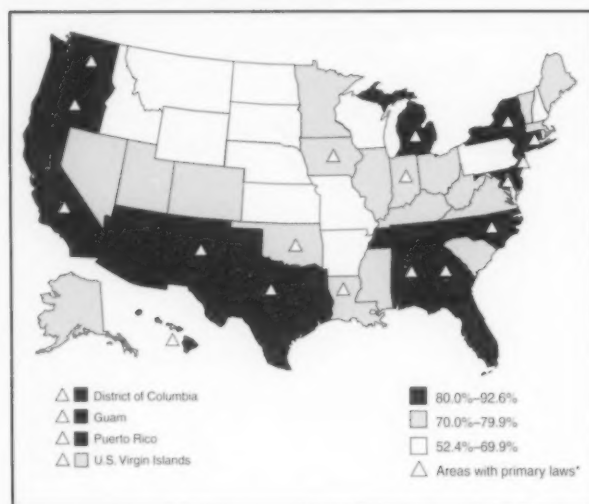 District of Columbia
Guam
Puerto Rico
U.S. Virgin Islands
80.0%–92.6%
70.0%–79.9%
52.4%–69.9%
Areas with primary laws*